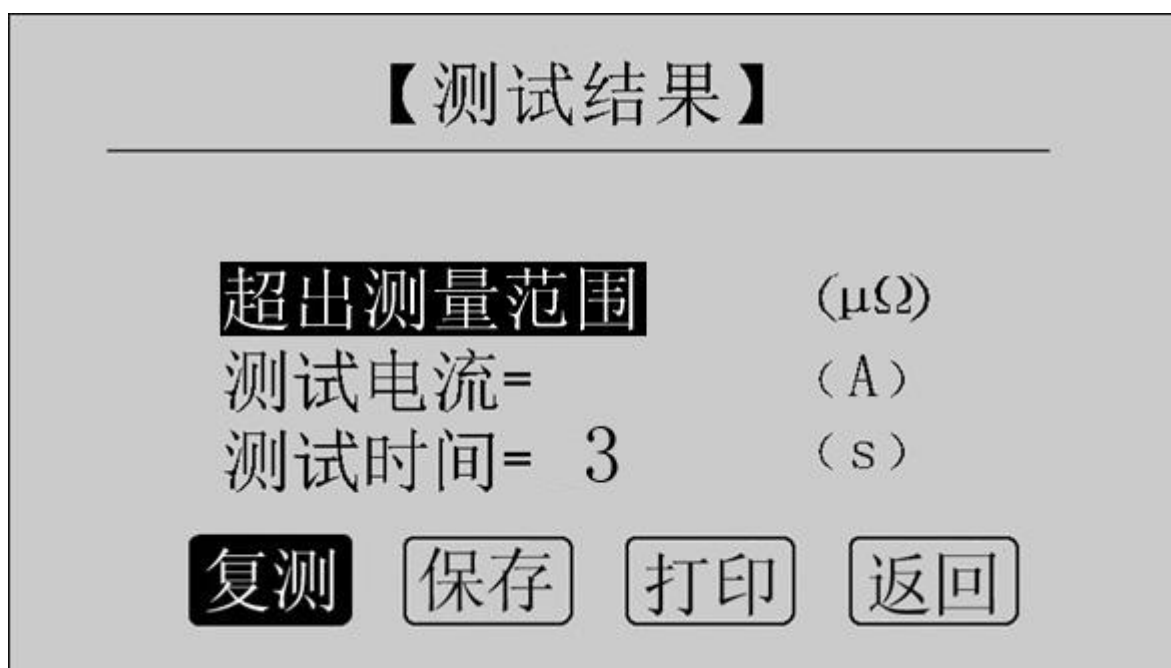 【测试结果】
超出测量范围 (μΩ)
测试电流= （A）
测试时间= 3 （s）
复测 保存 打印 返回